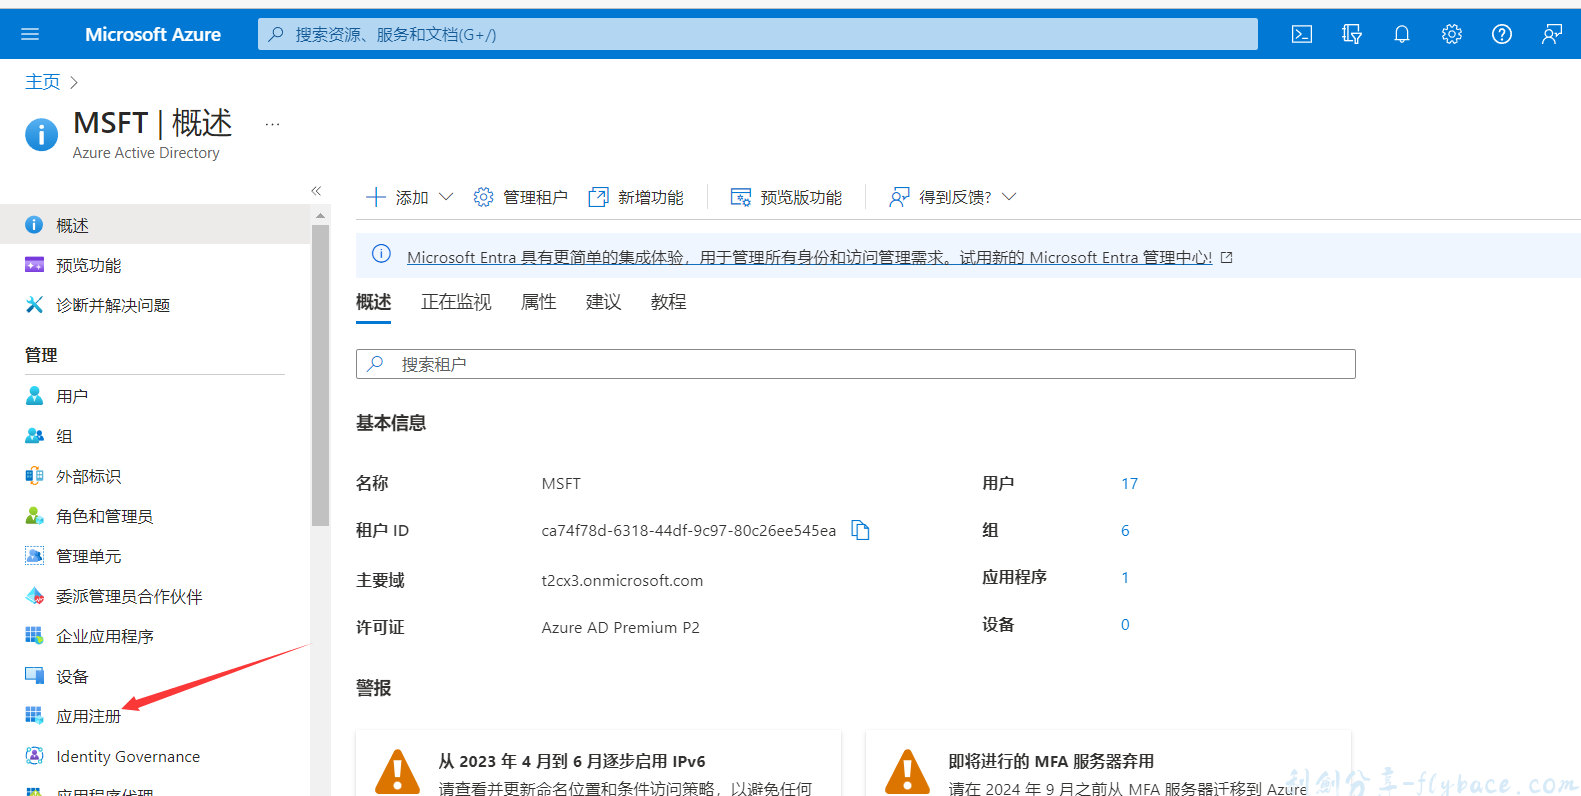 Microsoft Azure
搜索资源、服务和文档(G+/)
主页
MSFT | 概述
...
Azure Active Directory
«
添加
管理租户
新增功能
预览版功能
得到反馈?
概述
预览功能
诊断并解决问题
管理
用户
组
外部标识
角色和管理员
管理单元
委派管理员合作伙伴
企业应用程序
设备
应用注册
Identity Governance
应用程序代理
Microsoft Entra 具有更简单的集成体验，用于管理所有身份和访问管理需求。试用新的 Microsoft Entra 管理中心!
概述 正在监视 属性 建议 教程
搜索租户
基本信息
名称 MSFT 用户 17
租户 ID ca74f78d-6318-44df-9c97-80c26ee545ea 组 6
主要域 t2cx3.onmicrosoft.com 应用程序 1
许可证 Azure AD Premium P2 设备 0
警报
从 2023 年 4 月到 6 月逐步启用 IPv6
请查看并更新命名位置和条件访问策略，以避免任何
即将进行的 MFA 服务器弃用
请在 2024 年 9 月之前从 MFA 服务器迁移到 Azure
科创分享-flybace.com